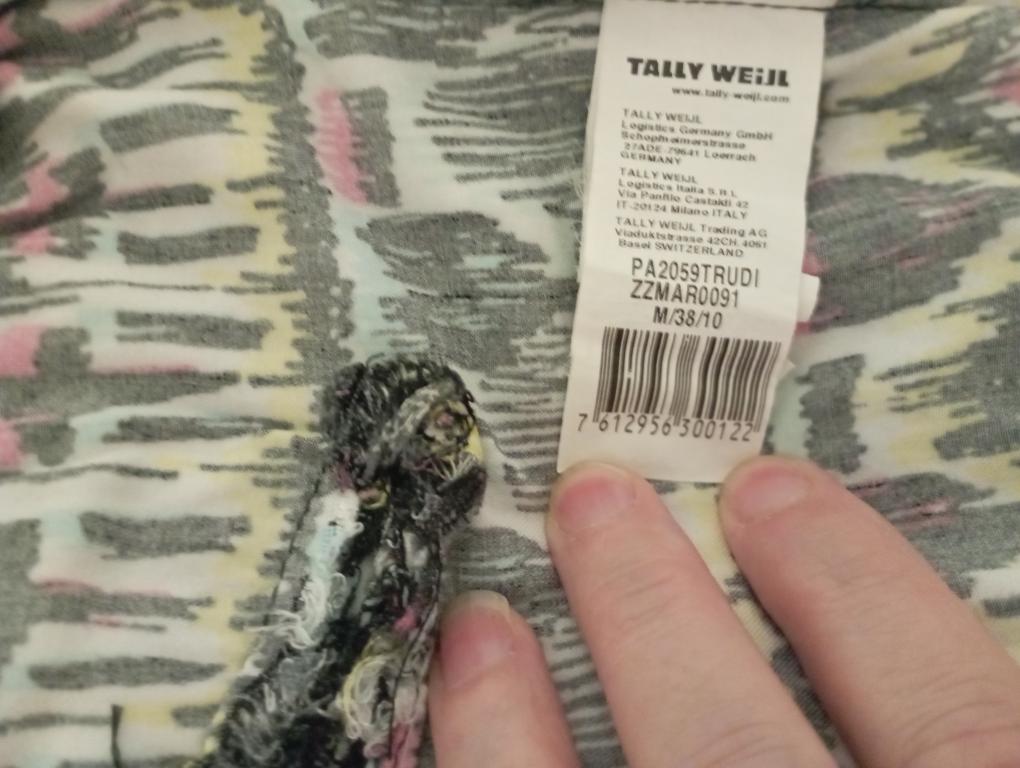 TALLY WEiJL
www.tally-weijl.com
TALLY WEIJL
Logistics Germany GmbH
Schopfheimerstrasse
27ADE-79641 Loerrach
GERMANY
TALLY WEIJL
Logistics Italia S.R.L
Via Panfilo Castaldi 42
IT-20124 Milano ITALY
TALLY WEIJL Trading AG
Viaduktstrasse 42CH.4051
Basel SWITZERLAND
PA2059TRUDI
ZZMAR0091
M/38/10
7 612956 300122